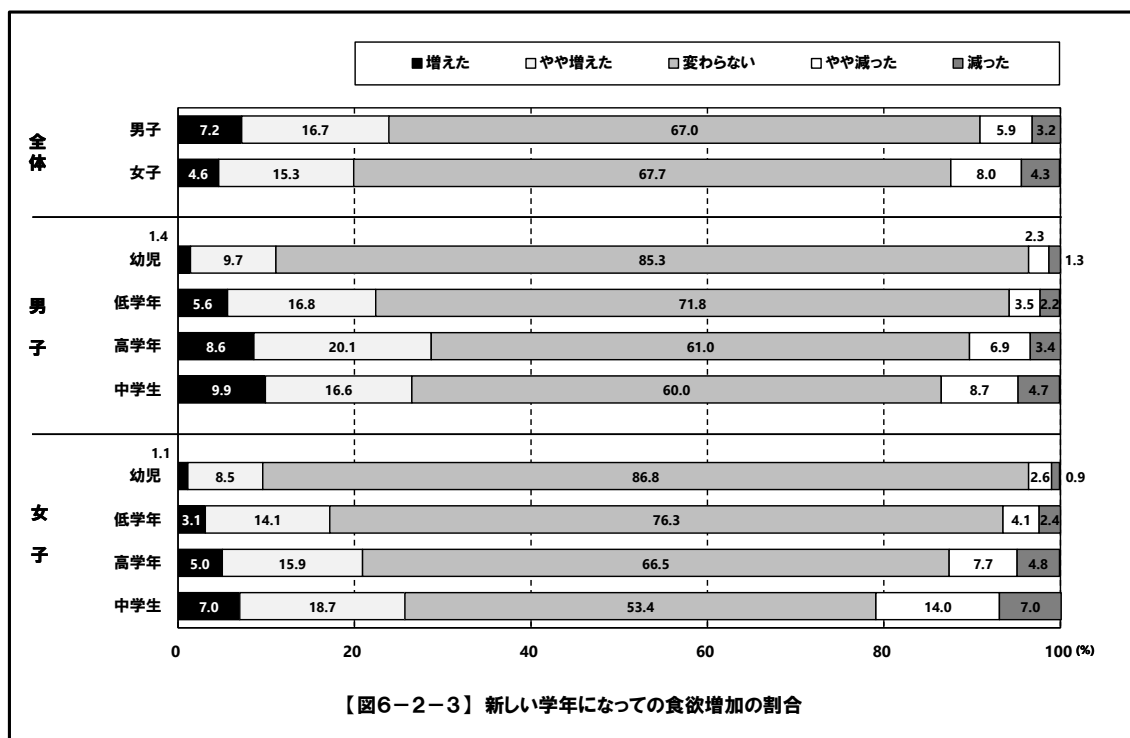 ■増えた □やや増えた ■変わらない □やや減った ■減った
全体
男子 7.2 16.7 67.0 5.9 3.2
女子 4.6 15.3 67.7 8.0 4.3
男子
1.4 2.3
幼児 9.7 85.3 1.3
低学年 5.6 16.8 71.8 3.5 2.2
高学年 8.6 20.1 61.0 6.9 3.4
中学生 9.9 16.6 60.0 8.7 4.7
女子
1.1
幼児 8.5 86.8 2.6 0.9
低学年 3.1 14.1 76.3 4.1 2.4
高学年 5.0 15.9 66.5 7.7 4.8
中学生 7.0 18.7 53.4 14.0 7.0
0 20 40 60 80 100 (%)
【図6－2－3】 新しい学年になっての食欲増加の割合